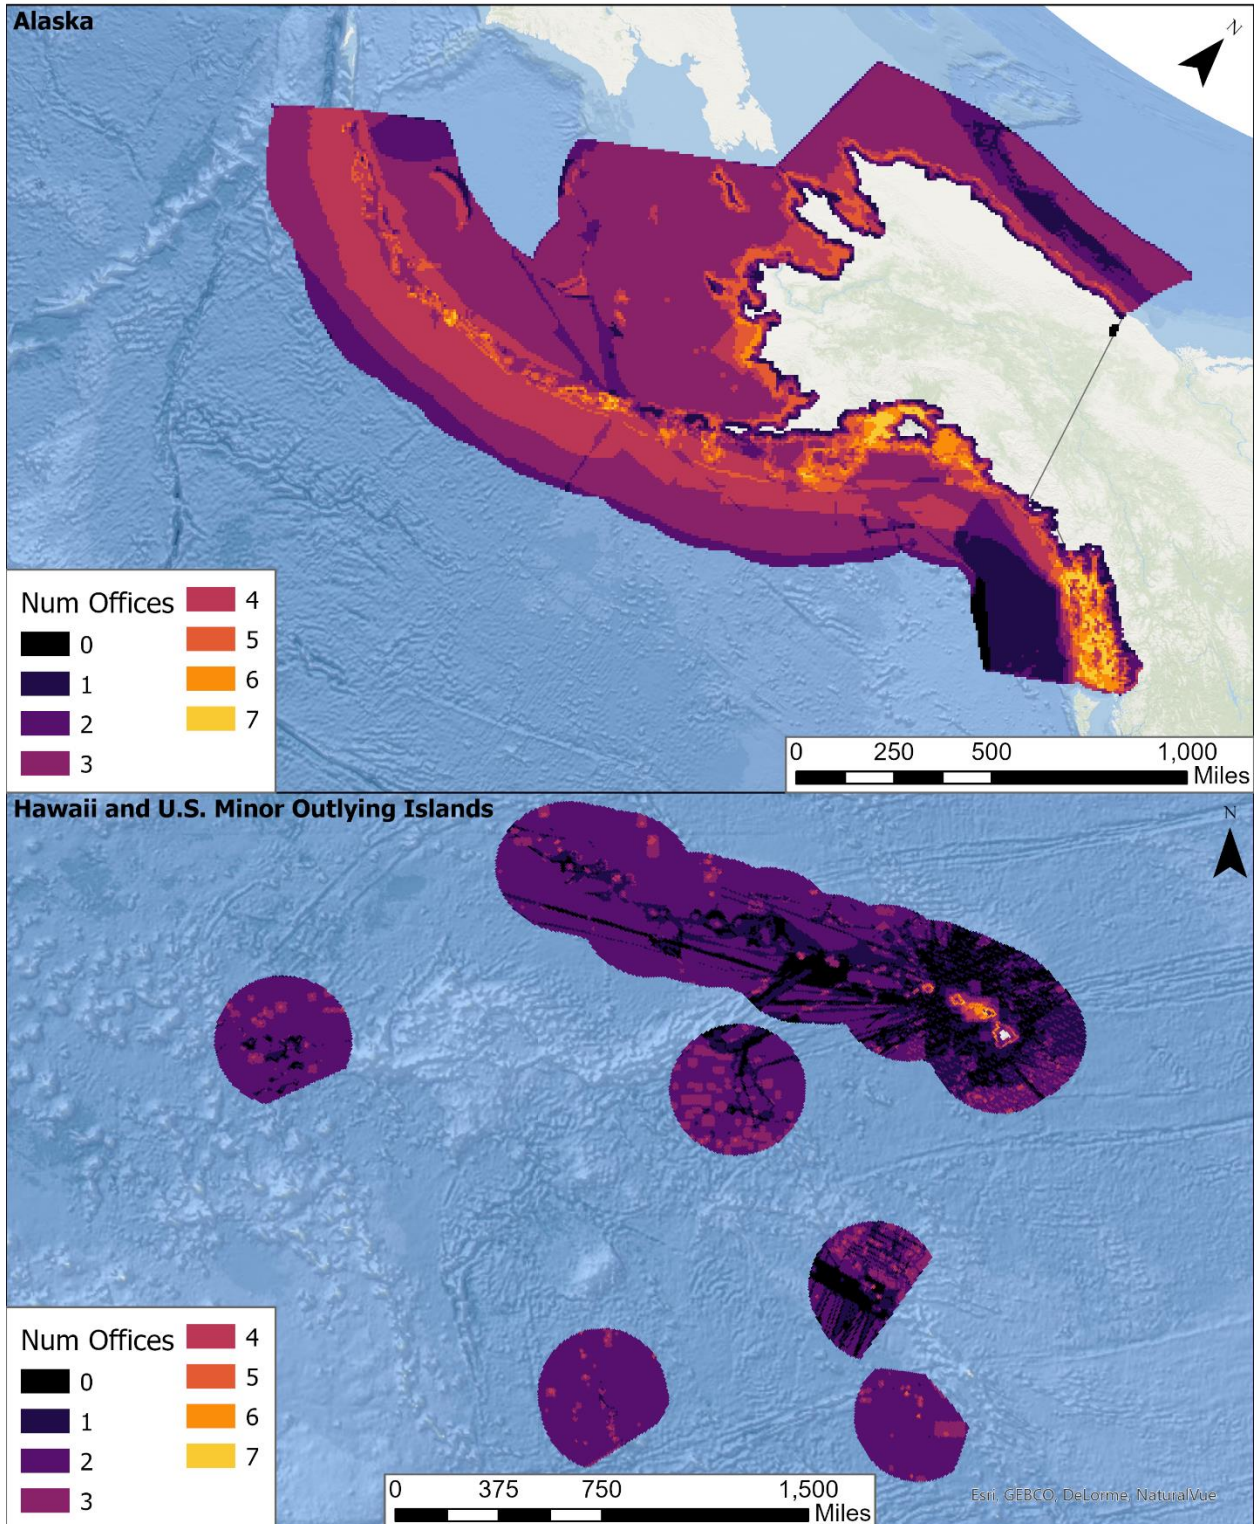 Alaska
N
Num Offices
0
1
2
3
4
5
6
7
0 250 500 1,000
Miles
Hawaii and U.S. Minor Outlying Islands
N
Num Offices
0
1
2
3
4
5
6
7
0 375 750 1,500
Miles
Esri, GEBCO, DeLorme, NaturalVue